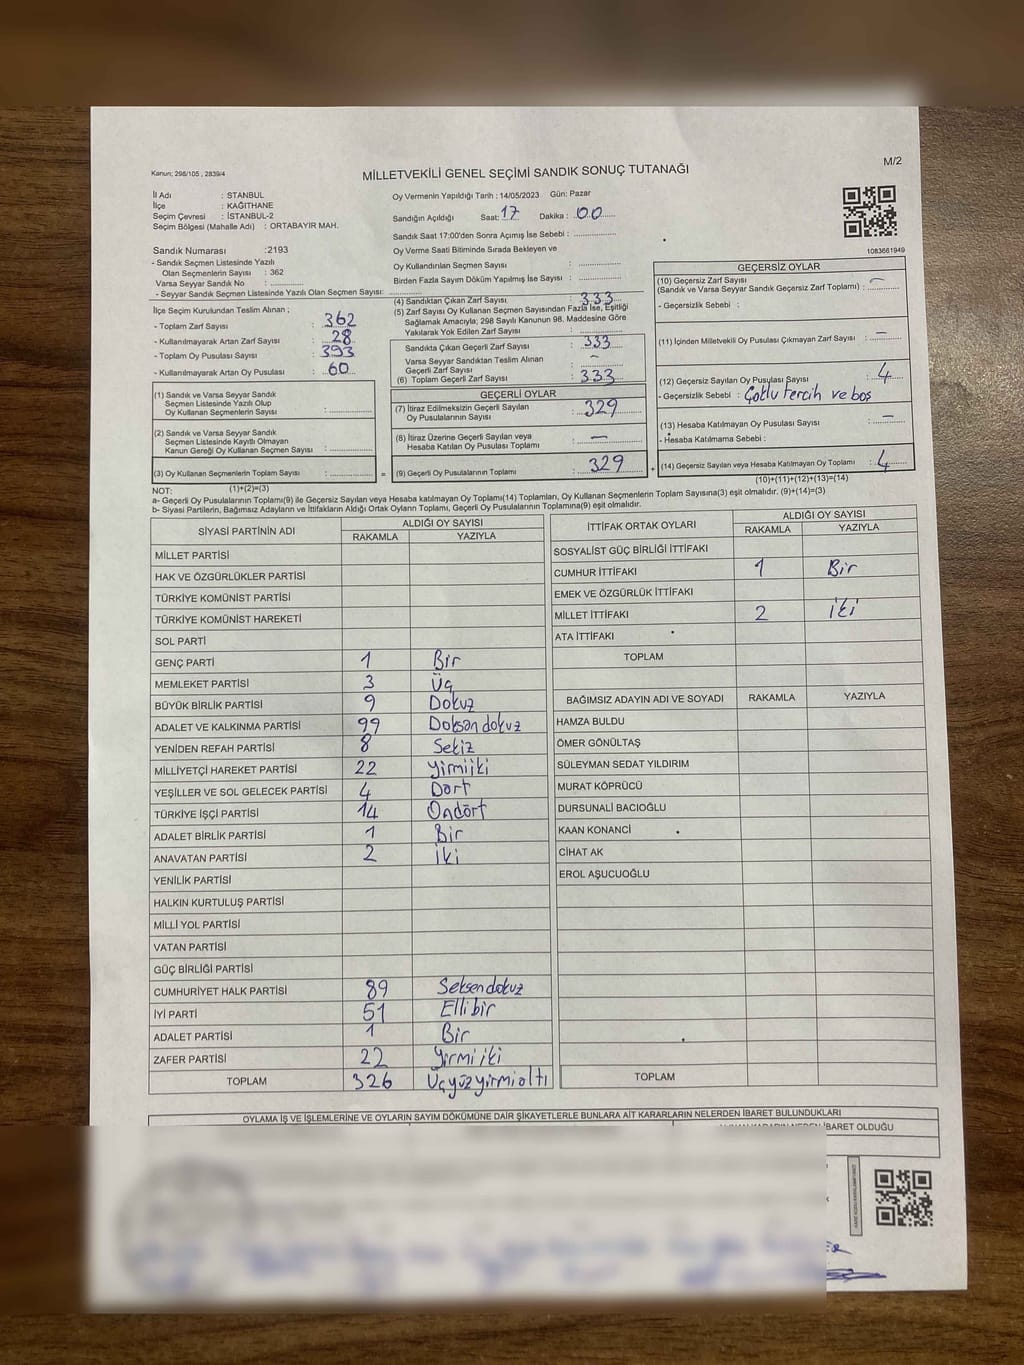 Kanun; 298/105 , 2839/4
MİLLETVEKİLİ GENEL SEÇİMİ SANDIK SONUÇ TUTANAĞI
M/2
İl Adı : STANBUL
İlçe : KAĞITHANE
Seçim Çevresi : İSTANBUL-2
Seçim Bölgesi (Mahalle Adı) : ORTABAYIR MAH.
Sandık Numarası :2193
- Sandık Seçmen Listesinde Yazılı
Olan Seçmenlerin Sayısı : 362
Varsa Seyyar Sandık No :
- Seyyar Sandık Listesinde Yazılı Olan Seçmen Sayısı:
İlçe Seçim Kurulundan Teslim Alınan ;
- Toplam Zarf Sayısı : 362
- Kullanılmayarak Artan Zarf Sayısı : 28
- Toplam Oy Pusulası Sayısı : 393
- Kullanılmayarak Artan Oy Pusulası : 60
(1) Sandık ve Varsa Seyyar Sandık
Seçmen Listesinde Yazılı Olup
Oy Kullanan Seçmenlerin Sayısı :
(2) Sandık ve Varsa Seyyar Sandık
Seçmen Listesinde Kayıtlı Olmayan
Kanun Gereği Oy Kullanan Seçmen Sayısı :
(3) Oy Kullanan Seçmenlerin Toplam Sayısı :
(1)+(2)=(3)
Oy Vermenin Yapıldığı Tarih : 14/05/2023 Gün: Pazar
Sandığın Açıldığı Saat: 17 Dakika : 00
Sandık Saat 17:00'den Sonra Açımış İse Sebebi :
Oy Verme Saati Bitiminde Sırada Bekleyen ve
Oy Kullandırılan Seçmen Sayısı :
Birden Fazla Sayım Döküm Yapılmış İse Sayısı :
(4) Sandıktan Çıkan Zarf Sayısı : 333
(5) Zarf Sayısı Oy Kullanan Seçmen Sayısından Fazla İse, Eşitliği
Sağlamak Amacıyla; 298 Sayılı Kanunun 98. Maddesine Göre
Yakılarak Yok Edilen Zarf Sayısı :
Sandıkta Çıkan Geçerli Zarf Sayısı : 333
Varsa Seyyar Sandıktan Teslim Alınan
Geçerli Zarf Sayısı : –
(6) Toplam Geçerli Zarf Sayısı : 333
GEÇERLİ OYLAR
(7) İtiraz Edilmeksizin Geçerli Sayılan
Oy Pusulalarının Sayısı : 329
(8) İtiraz Üzerine Geçerli Sayılan veya
Hesaba Katılan Oy Pusulası Toplamı : —
= (9) Geçerli Oy Pusulalarının Toplamı : 329
1083661949
GEÇERSİZ OYLAR
(10) Geçersiz Zarf Sayısı
(Sandık ve Varsa Seyyar Sandık Geçersiz Zarf Toplamı) : –
- Geçersizlik Sebebi :
(11) İçinden Milletvekili Oy Pusulası Çıkmayan Zarf Sayısı : –
(12) Geçersiz Sayılan Oy Pusulası Sayısı : 4
- Geçersizlik Sebebi : Çoklu tercih ve boş
(13) Hesaba Katılmayan Oy Pusulası Sayısı : –
- Hesaba Katılmama Sebebi :
+ (14) Geçersiz Sayılan veya Hesaba Katılmayan Oy Toplamı : 4
(10)+(11)+(12)+(13)=(14)
NOT:
a- Geçerli Oy Pusulalarının Toplamı(9) ile Geçersiz Sayılan veya Hesaba katılmayan Oy Toplamı(14) Toplamları, Oy Kullanan Seçmenlerin Toplam Sayısına(3) eşit olmalıdır. (9)+(14)=(3)
b- Siyasi Partilerin, Bağımsız Adayların ve İttifakların Aldığı Ortak Oyların Toplamı, Geçerli Oy Pusulalarının Toplamına(9) eşit olmalıdır.
SİYASİ PARTİNİN ADI ALDIĞI OY SAYISI
RAKAMLA YAZIYLA
MİLLET PARTİSİ
HAK VE ÖZGÜRLÜKLER PARTİSİ
TÜRKİYE KOMÜNİST PARTİSİ
TÜRKİYE KOMÜNİST HAREKETİ
SOL PARTİ
GENÇ PARTİ 1 Bir
MEMLEKET PARTİSİ 3 Üç
BÜYÜK BİRLİK PARTİSİ 9 Dokuz
ADALET VE KALKINMA PARTİSİ 99 Doksan dokuz
YENİDEN REFAH PARTİSİ 8 Sekiz
MİLLİYETÇİ HAREKET PARTİSİ 22 yirmiiki
YEŞİLLER VE SOL GELECEK PARTİSİ 4 Dört
TÜRKİYE İŞÇİ PARTİSİ 14 Ondört
ADALET BİRLİK PARTİSİ 1 Bir
ANAVATAN PARTİSİ 2 iki
YENİLİK PARTİSİ
HALKIN KURTULUŞ PARTİSİ
MİLLİ YOL PARTİSİ
VATAN PARTİSİ
GÜÇ BİRLİĞİ PARTİSİ
CUMHURİYET HALK PARTİSİ 89 Seksendokuz
İYİ PARTİ 51 Ellibir
ADALET PARTİSİ 1 Bir
ZAFER PARTİSİ 22 Yirmi iki
TOPLAM 326 Üçyüzyirmialtı
İTTİFAK ORTAK OYLARI ALDIĞI OY SAYISI
RAKAMLA YAZIYLA
SOSYALİST GÜÇ BİRLİĞİ İTTİFAKI
CUMHUR İTTİFAKI 1 Bir
EMEK VE ÖZGÜRLÜK İTTİFAKI
MİLLET İTTİFAKI 2 iki
ATA İTTİFAKI
TOPLAM
BAĞIMSIZ ADAYIN ADI VE SOYADI RAKAMLA YAZIYLA
HAMZA BULDU
ÖMER GÖNÜLTAŞ
SÜLEYMAN SEDAT YILDIRIM
MURAT KÖPRÜCÜ
DURSUNALİ BACIOĞLU
KAAN KONANCİ
CİHAT AK
EROL AŞUCUOĞLU
TOPLAM
OYLAMA İŞ VE İŞLEMLERİNE VE OYLARIN SAYIM DÖKÜMÜNE DAİR ŞİKAYETLERLE BUNLARA AİT KARARLARIN NELERDEN İBARET BULUNDUKLARI
İBARET OLDUĞU